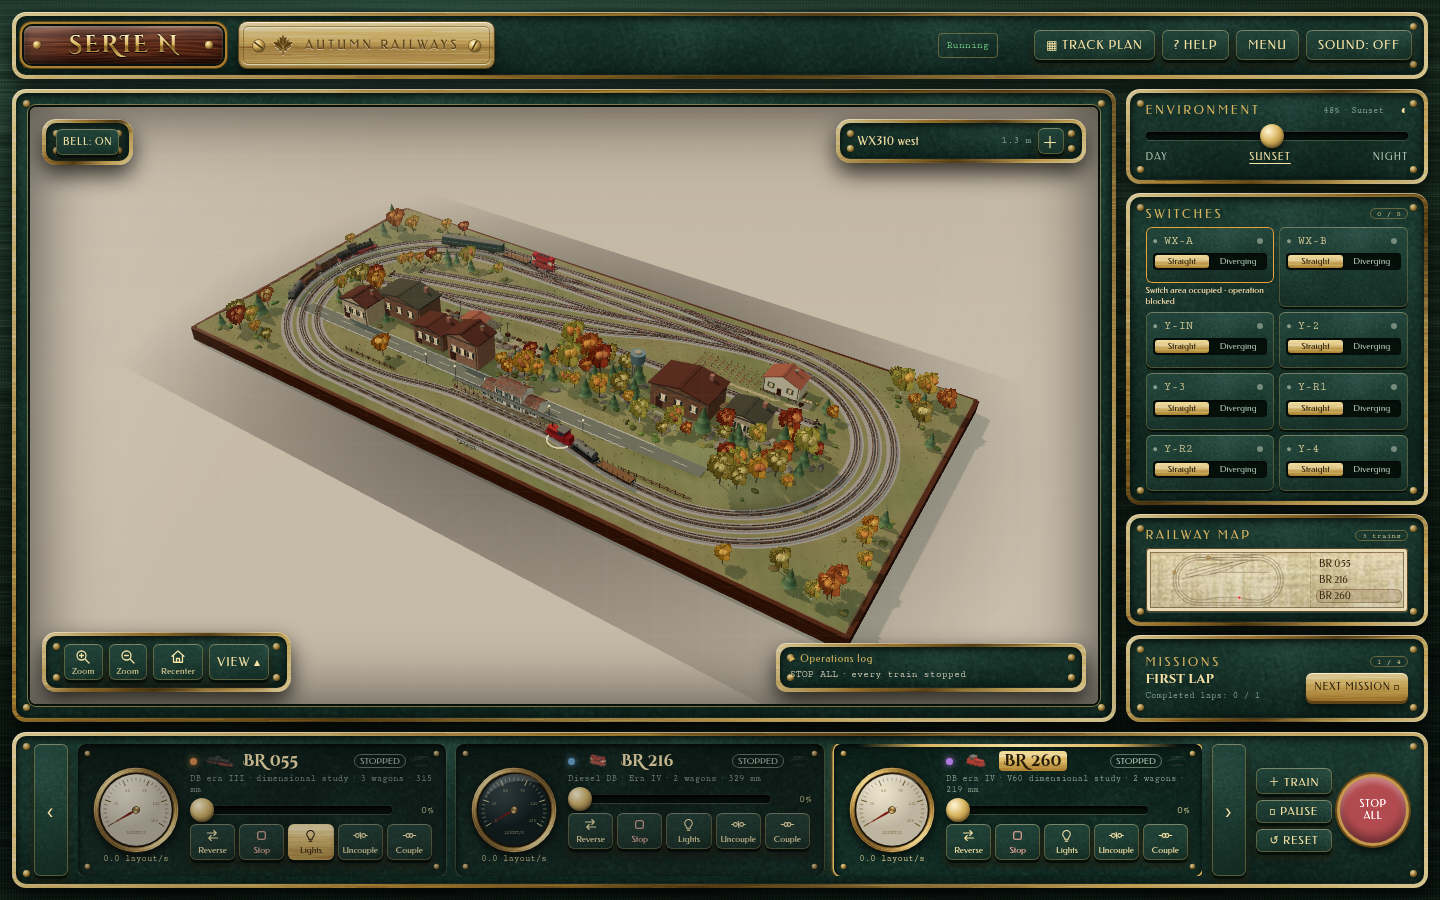 SERIE N
AUTUMN RAILWAYS
Running
TRACK PLAN
? HELP
MENU
SOUND: OFF
BELL: ON
WX310 west
1.3 m
ENVIRONMENT
48% · Sunset
DAY
SUNSET
NIGHT
SWITCHES
0 / 8
WX-A
Straight Diverging
Switch area occupied · operation
blocked
WX-B
Straight Diverging
Y-IN
Straight Diverging
Y-2
Straight Diverging
Y-3
Straight Diverging
Y-R1
Straight Diverging
Y-R2
Straight Diverging
Y-4
Straight Diverging
RAILWAY MAP
3 trains
BR 055
BR 216
BR 260
MISSIONS
1 / 4
FIRST LAP
Completed laps: 0 / 1
NEXT MISSION
Zoom
Zoom
Recenter
VIEW
Operations log
STOP ALL · every train stopped
BR 055
STOPPED
DB era III · dimensional study · 3 wagons · 315
mm
0%
Reverse
Stop
Lights
Uncouple
Couple
0.0 layout/s
BR 216
STOPPED
Diesel DB · Era IV · 2 wagons · 329 mm
0%
Reverse
Stop
Lights
Uncouple
Couple
0.0 layout/s
BR 260
STOPPED
DB era IV · V60 dimensional study · 2 wagons ·
219 mm
0%
Reverse
Stop
Lights
Uncouple
Couple
0.0 layout/s
+ TRAIN
PAUSE
RESET
STOP
ALL